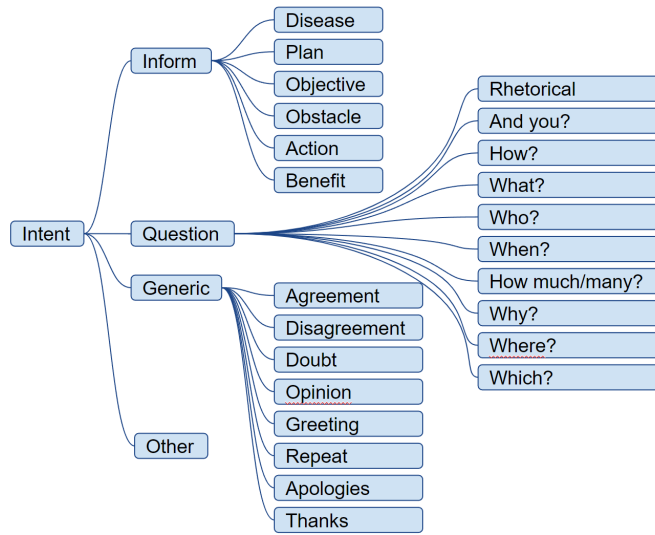 Intent
Inform
Disease
Plan
Objective
Obstacle
Action
Benefit
Question
Rhetorical
And you?
How?
What?
Who?
When?
How much/many?
Why?
Where?
Which?
Generic
Agreement
Disagreement
Doubt
Opinion
Greeting
Repeat
Apologies
Thanks
Other